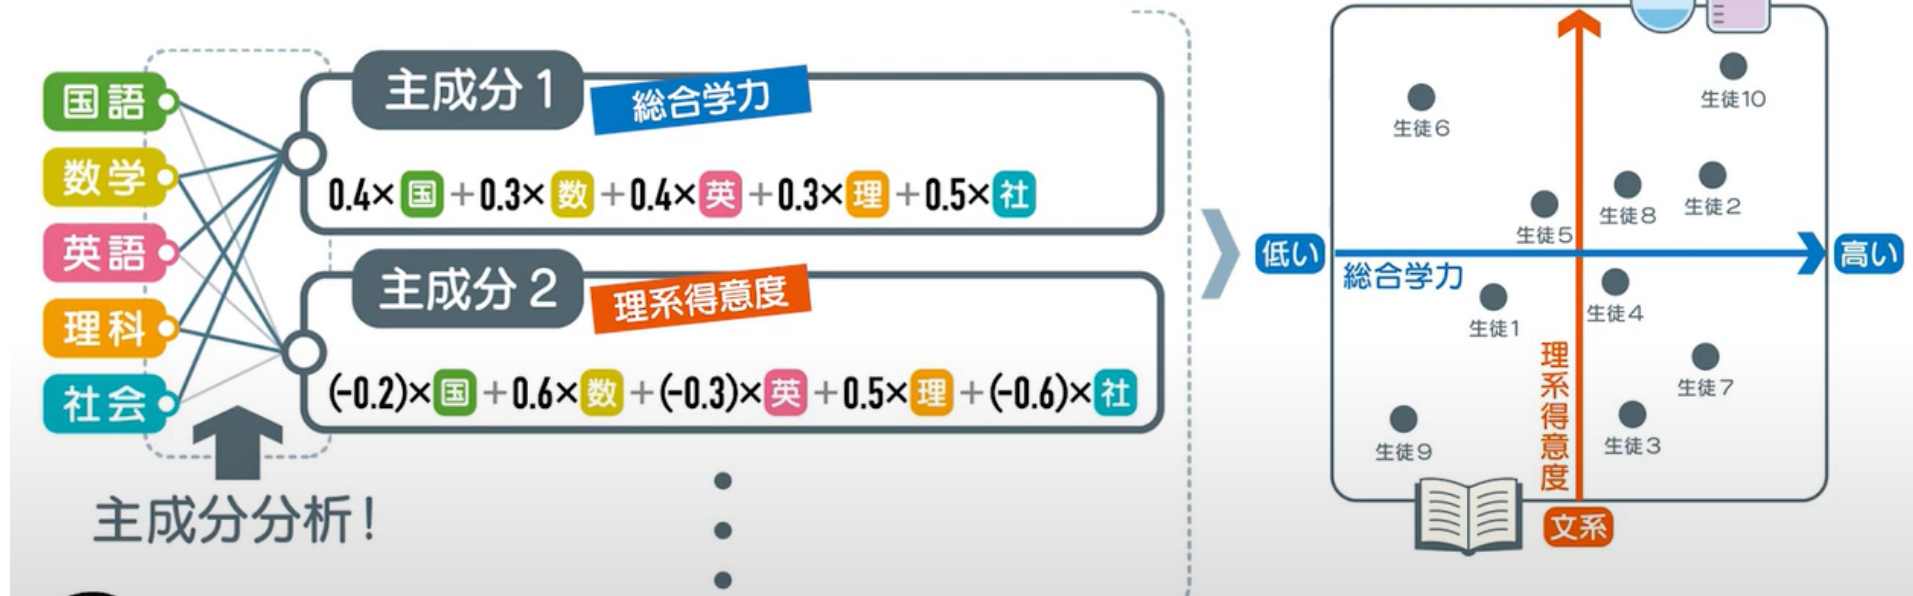 国語
数学
英語
理科
社会
主成分分析！
主成分1
総合学力
0.4×国+0.3×数+0.4×英+0.3×理+0.5×社
主成分2
理系得意度
(-0.2)×国+0.6×数+(-0.3)×英+0.5×理+(-0.6)×社
生徒6
生徒10
生徒5
生徒8
生徒2
低い
総合学力
高い
生徒1
生徒4
理系得意度
生徒7
生徒9
生徒3
文系